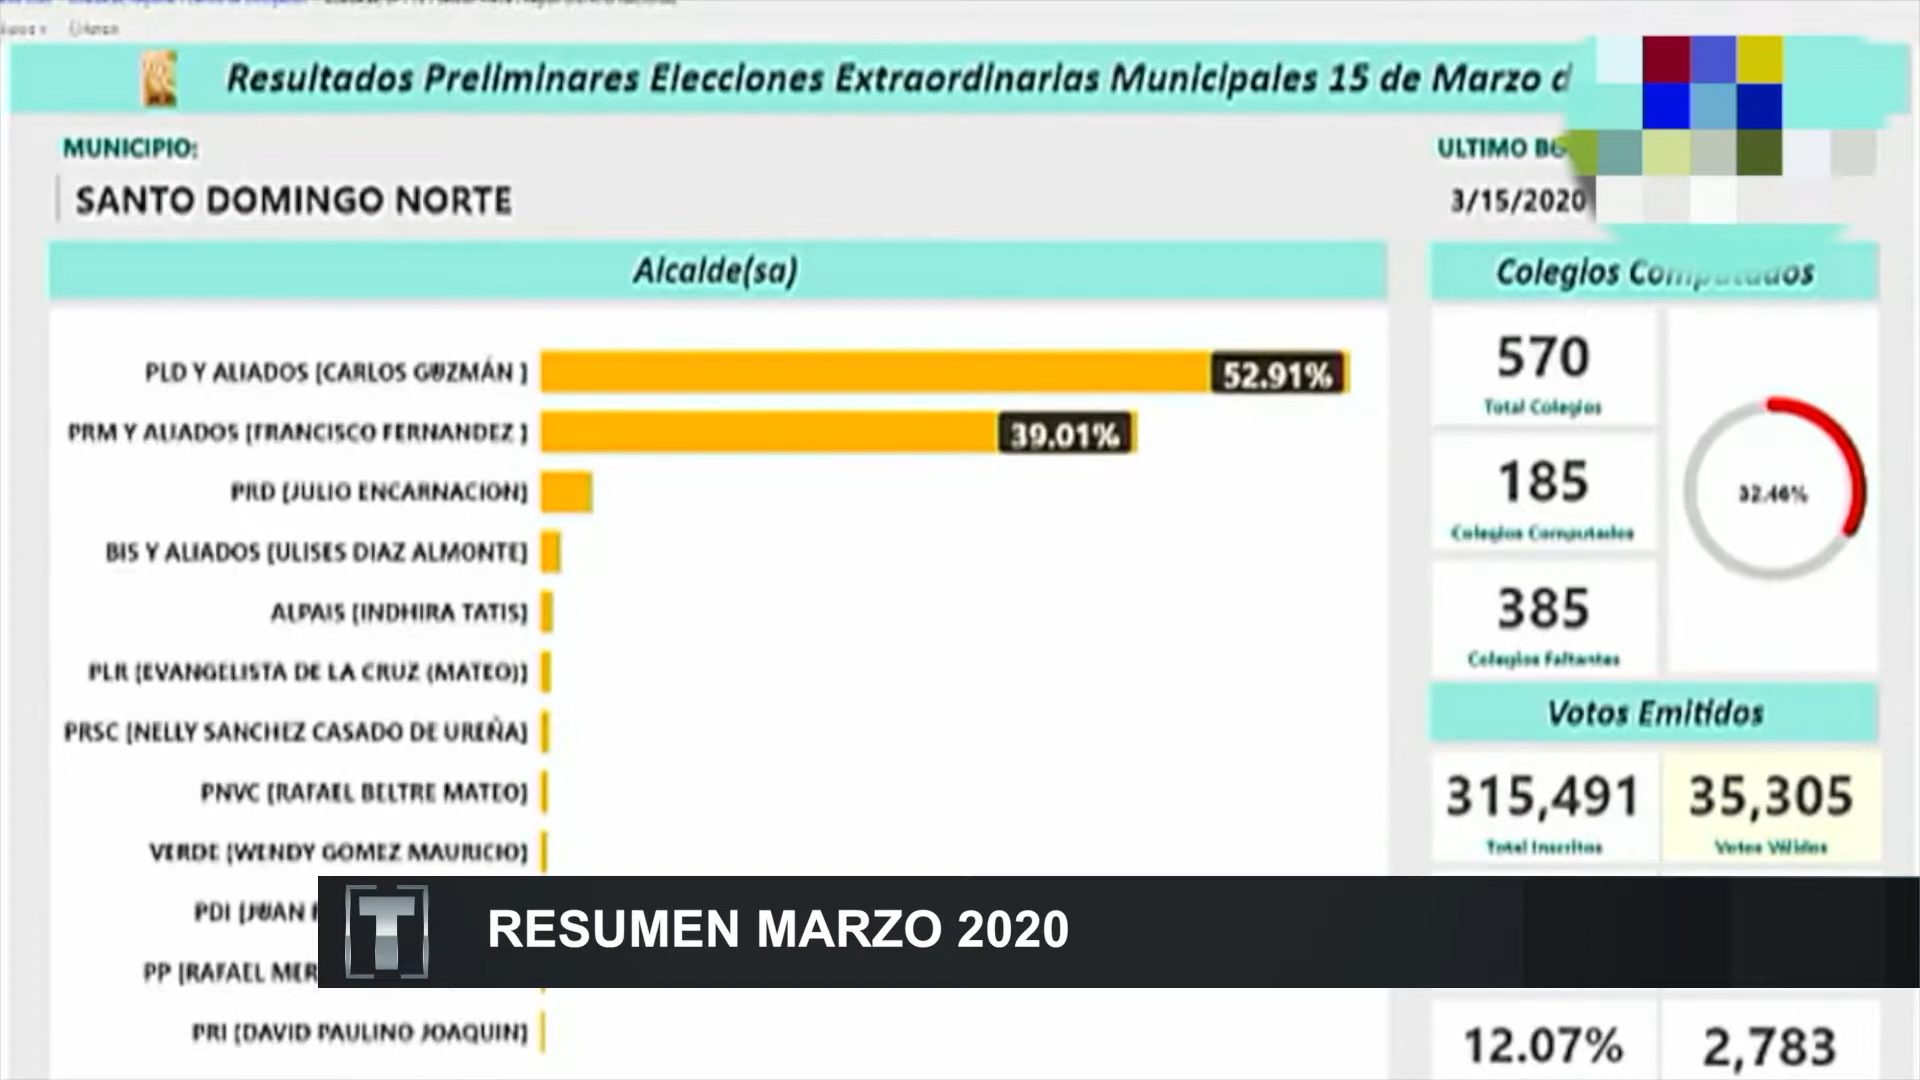 Resultados Preliminares Elecciones Extraordinarias Municipales 15 de Marzo d
MUNICIPIO:
SANTO DOMINGO NORTE
ULTIMO BO
3/15/2020
Alcalde(sa)
PLD Y ALIADOS [CARLOS GUZMÁN ]
52.91%
PRM Y ALIADOS [FRANCISCO FERNANDEZ ]
39.01%
PRD [JULIO ENCARNACION]
BIS Y ALIADOS [ULISES DIAZ ALMONTE]
ALPAIS [INDHIRA TATIS]
PLR [EVANGELISTA DE LA CRUZ (MATEO)]
PRSC [NELLY SANCHEZ CASADO DE UREÑA]
PNVC [RAFAEL BELTRE MATEO]
VERDE [WENDY GOMEZ MAURICIO]
PDI [JUAN
PP [RAFAEL MER
PRI [DAVID PAULINO JOAQUIN]
Colegios Computados
570
Total Colegios
185
Colegios Computados
385
Colegios Faltantes
32.46%
Votos Emitidos
315,491
Total Inscritos
35,305
Votos Válidos
12.07%
2,783
T
RESUMEN MARZO 2020